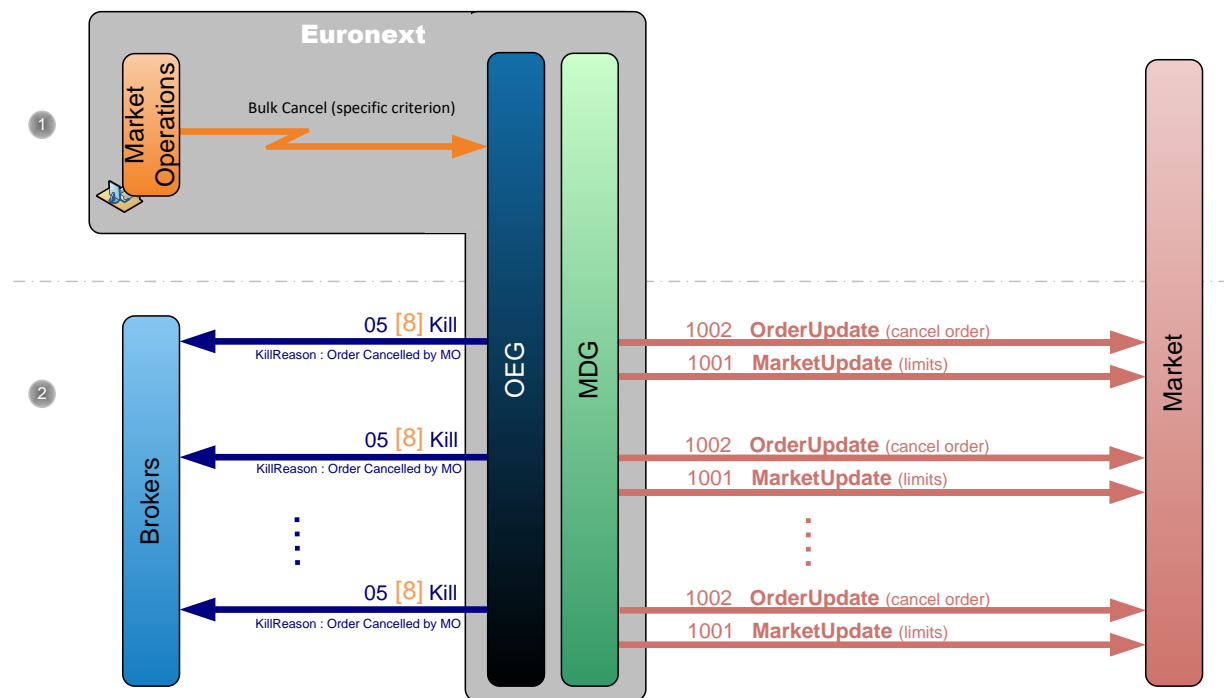 Euronext
Market Operations
1
Bulk Cancel (specific criterion)
OEG
MDG
Market
2
Brokers
05 [8] Kill
KillReason : Order Cancelled by MO
1002 OrderUpdate (cancel order)
1001 MarketUpdate (limits)
05 [8] Kill
KillReason : Order Cancelled by MO
1002 OrderUpdate (cancel order)
1001 MarketUpdate (limits)
05 [8] Kill
KillReason : Order Cancelled by MO
1002 OrderUpdate (cancel order)
1001 MarketUpdate (limits)